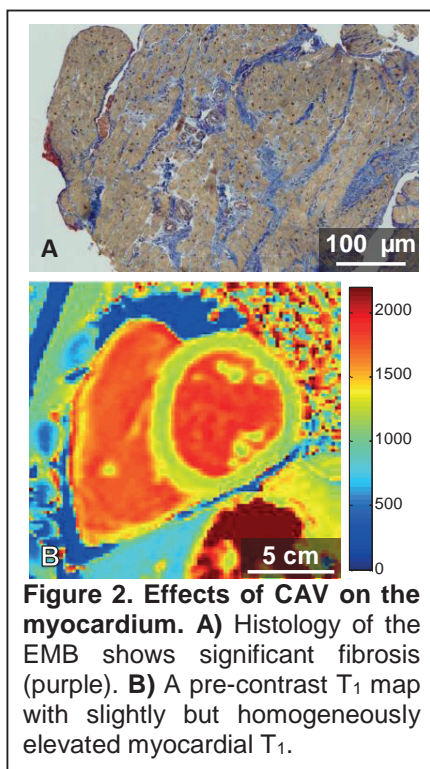 A
100 µm
2000
1500
1000
500
0
B
5 cm
Figure 2. Effects of CAV on the
myocardium. A) Histology of the
EMB shows significant fibrosis
(purple). B) A pre-contrast T₁ map
with slightly but homogeneously
elevated myocardial T₁.